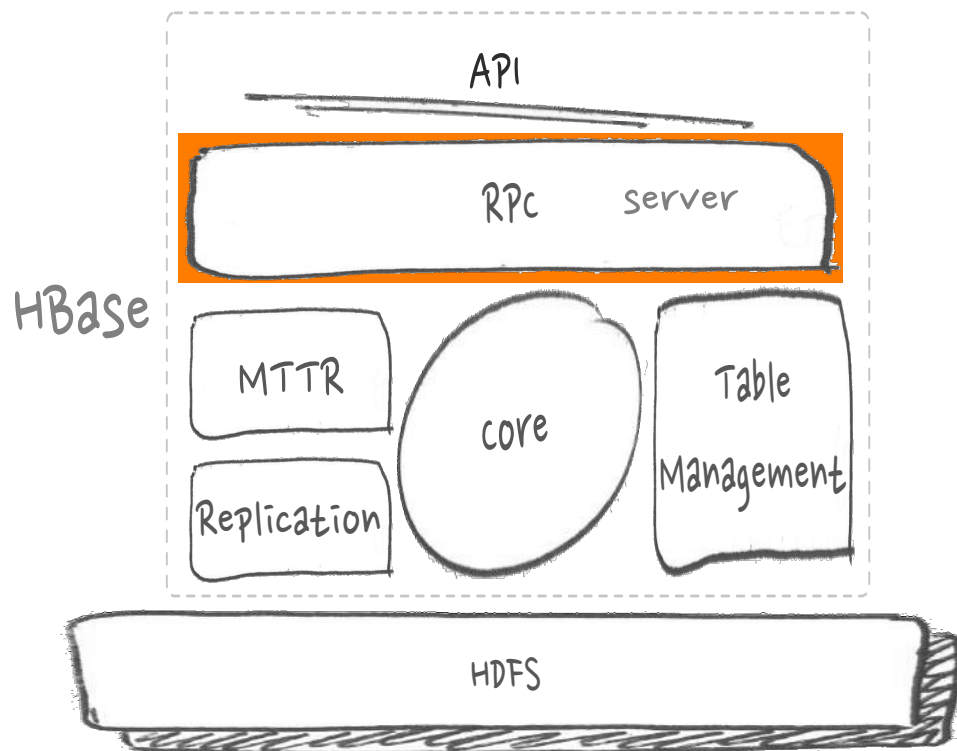 API
RPc server
HBase
MTTR
core
Table
Management
Replication
HDFS